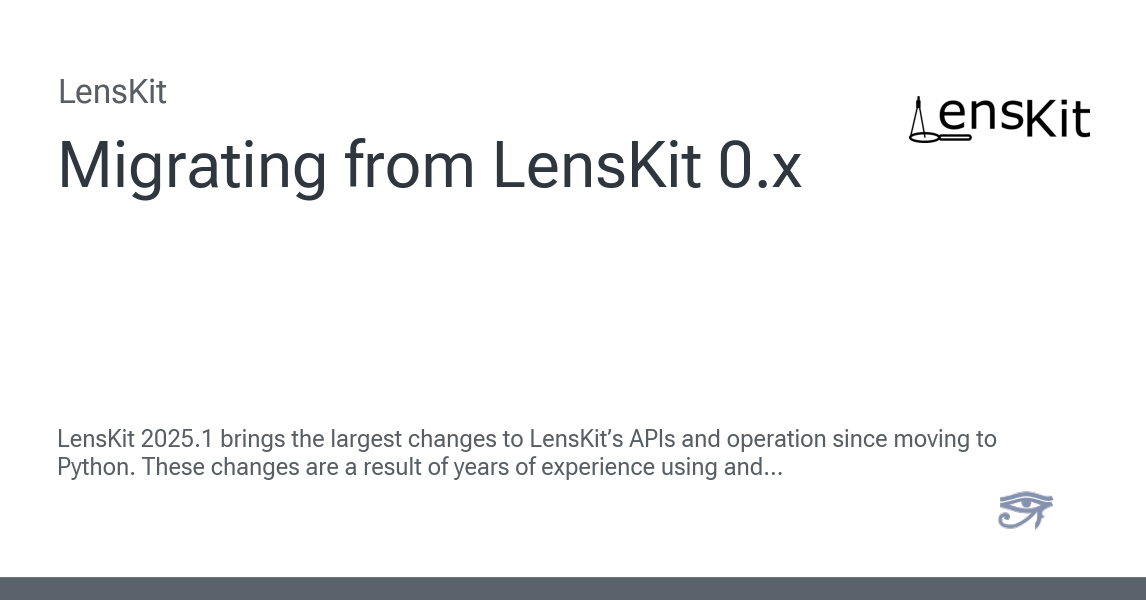 LensKit
LensKit
Migrating from LensKit 0.x
LensKit 2025.1 brings the largest changes to LensKit’s APIs and operation since moving to
Python. These changes are a result of years of experience using and...